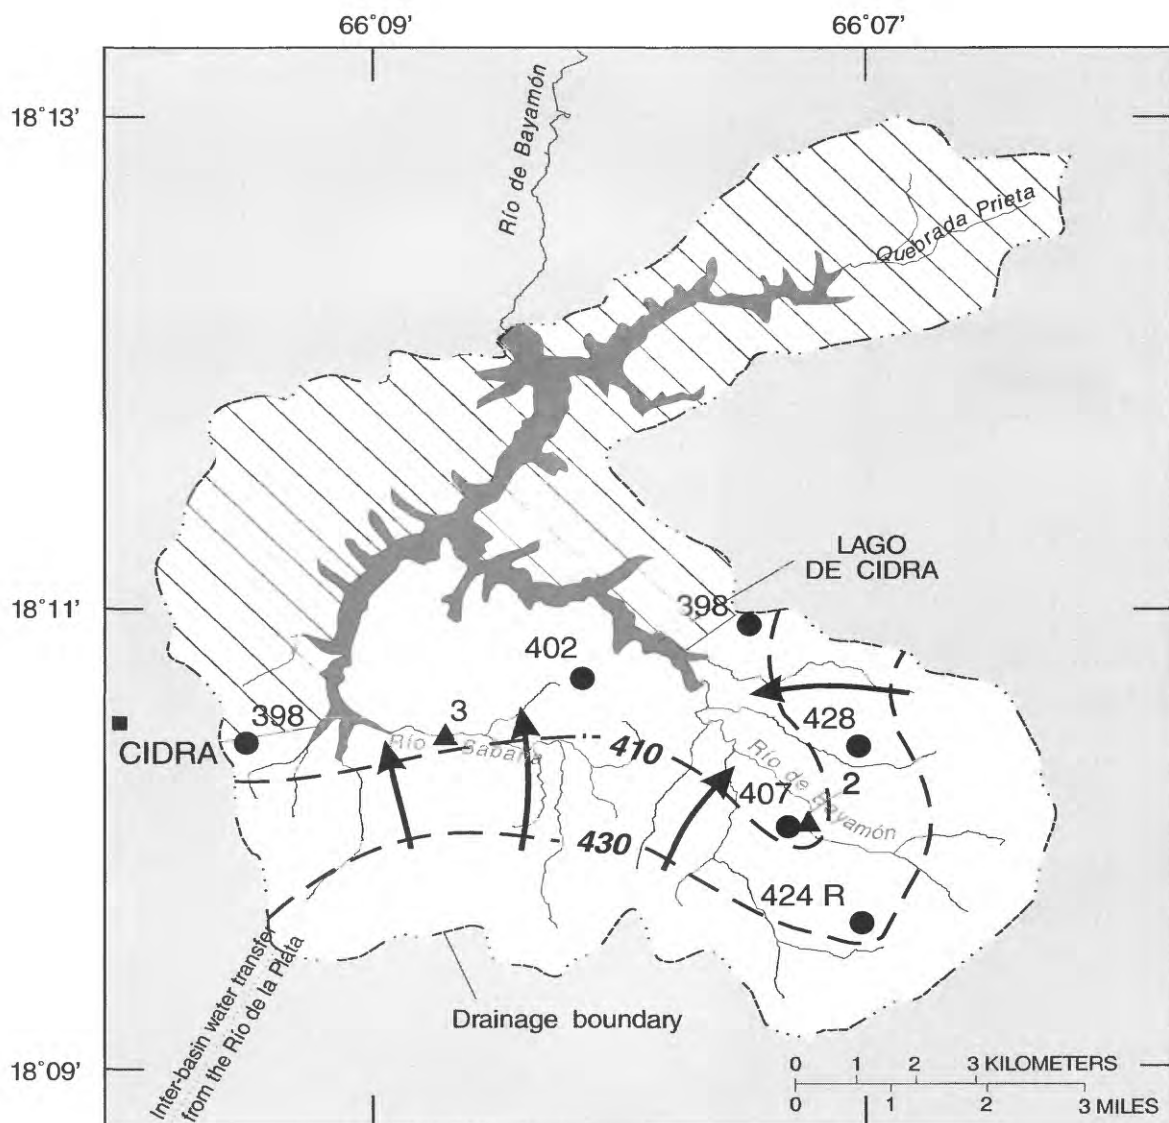 66°09'
66°07'
18°13'
Río de Bayamón
Quebrada Prieta
LAGO
DE CIDRA
18°11'
398
402
398
3
428
CIDRA
Río Sabana
410
Río de Bayamón
407
2
430
424 R
Inter-basin water transfer
from the Río de la Plata
Drainage boundary
18°09'
0 1 2 3 KILOMETERS
0 1 2 3 MILES